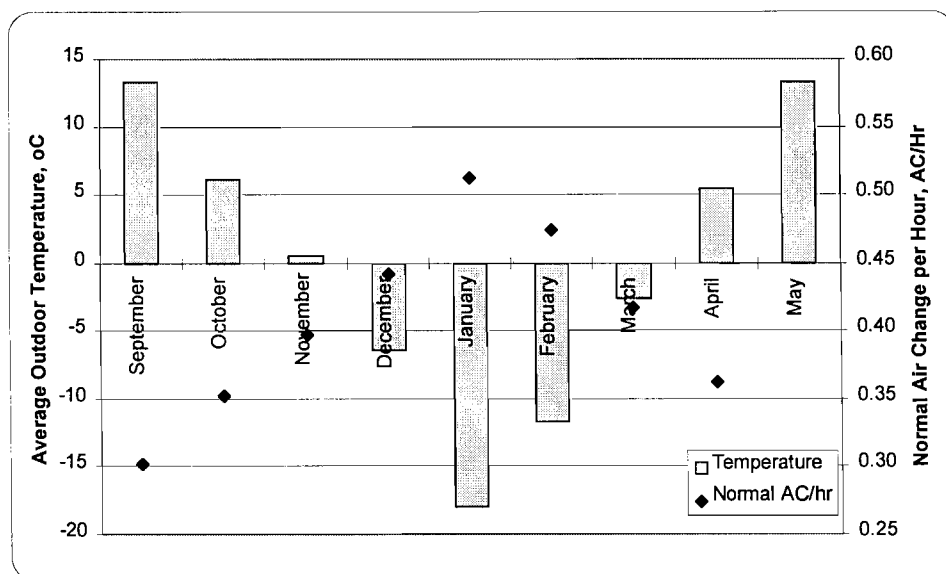 Average Outdoor Temperature, oC
15
10
5
0
-5
-10
-15
-20
September
October
November
December
January
February
March
April
May
Temperature
Normal AC/hr
0.60
0.55
0.50
0.45
0.40
0.35
0.30
0.25
Normal Air Change per Hour, AC/Hr